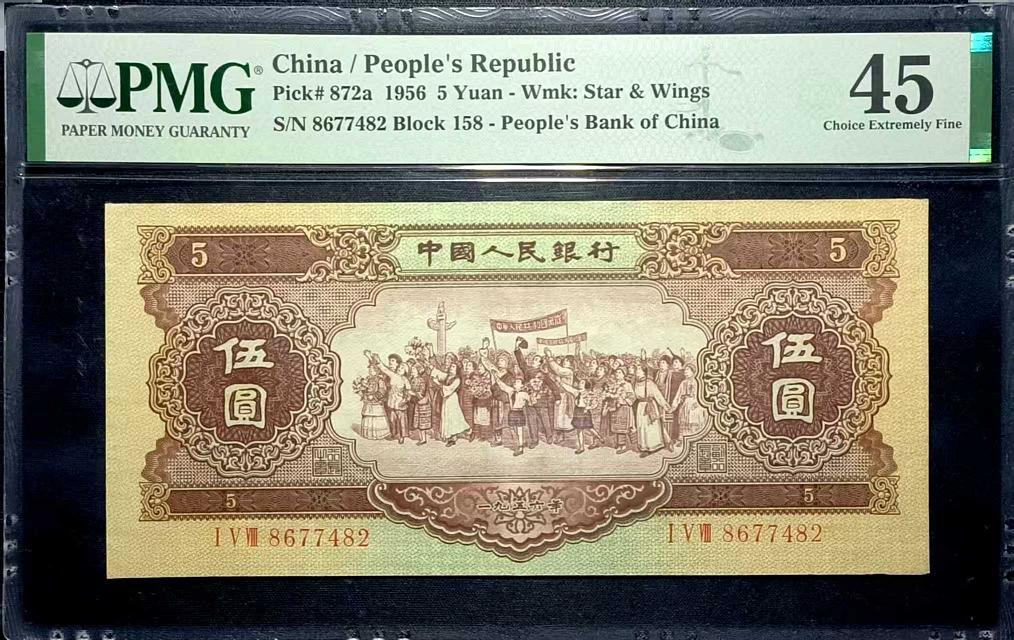 PMG®
PAPER MONEY GUARANTY
China / People's Republic
Pick# 872a 1956 5 Yuan - Wmk: Star & Wings
S/N 8677482 Block 158 - People's Bank of China
45
Choice Extremely Fine
5
中國人民銀行
5
伍圓
伍圓
5
一九五六年
5
I V VIII 8677482
I V VIII 8677482